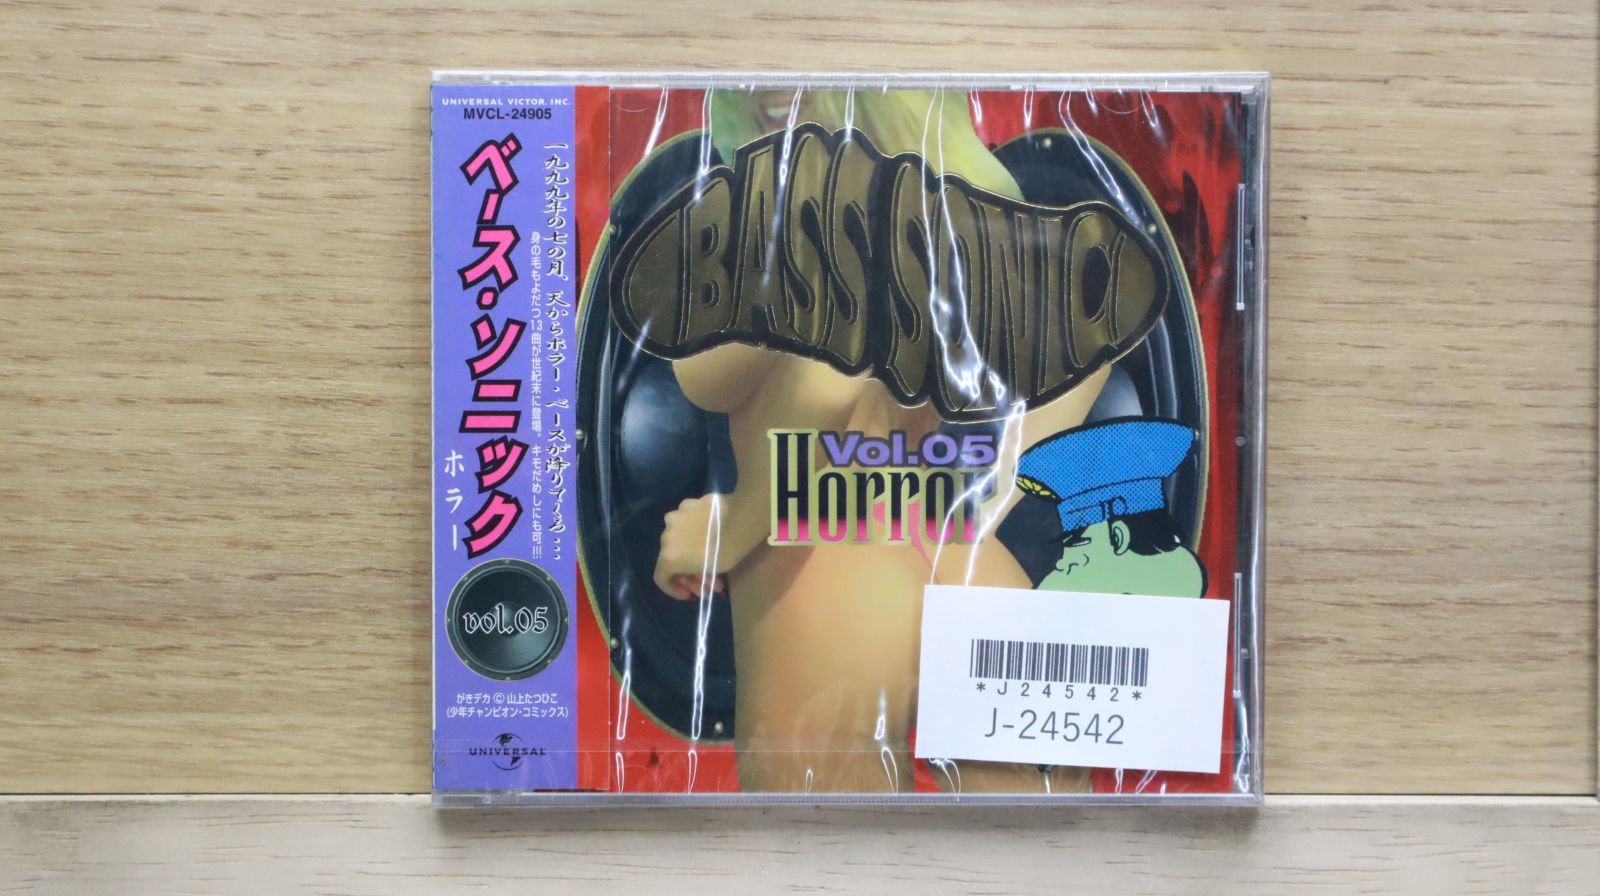 UNIVERSAL VICTOR, INC.
MVCL-24905
ベース・ソニック
ホラー
一九九九年の七の月、天からホラー・ベースが降りてくる…
身の毛もよだつ13曲が世紀末に登場。キモだめしにも可!!!
vol.05
がきデカ © 山上たつひこ
(少年チャンピオン・コミックス)
UNIVERSAL
BASS SONIC
Vol.05
Horror
*J24542*
J-24542